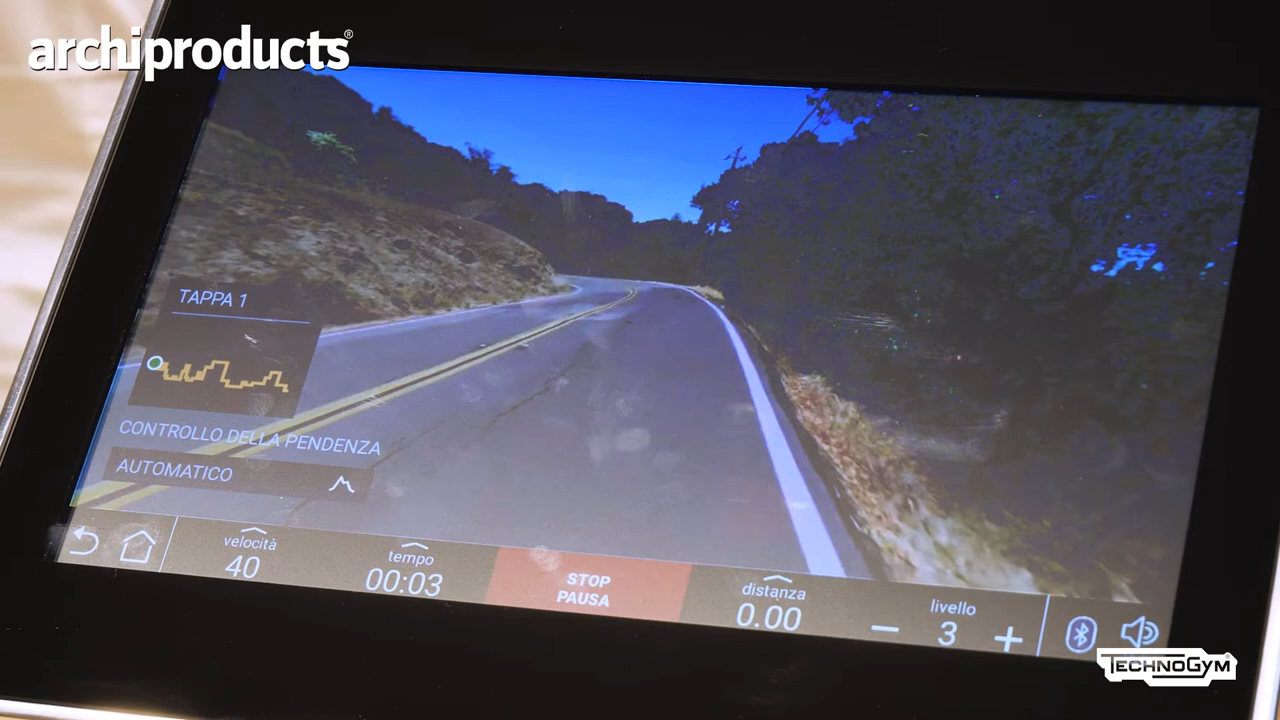 archiproducts®
TAPPA 1
CONTROLLO DELLA PENDENZA
AUTOMATICO
velocità
40
tempo
00:03
STOP
PAUSA
distanza
0.00
livello
− 3 +
TECHNOGYM